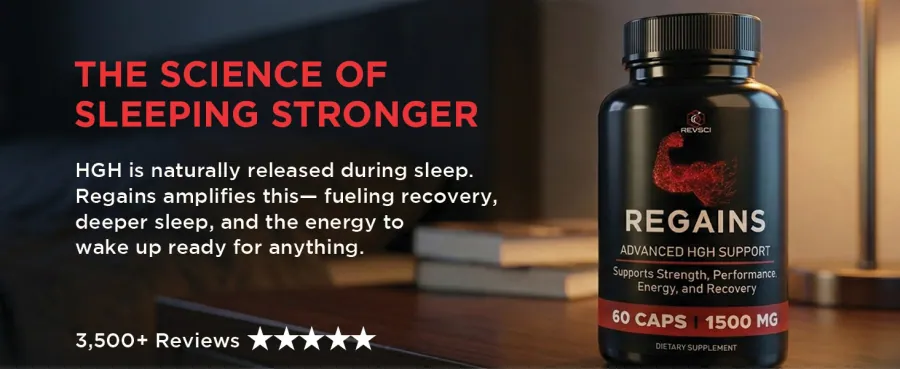 THE SCIENCE OF
SLEEPING STRONGER
HGH is naturally released during sleep.
Regains amplifies this— fueling recovery,
deeper sleep, and the energy to
wake up ready for anything.
3,500+ Reviews ★★★★★
REVSCI
REGAINS
ADVANCED HGH SUPPORT
Supports Strength, Performance,
Energy, and Recovery
60 CAPS | 1500 MG
DIETARY SUPPLEMENT